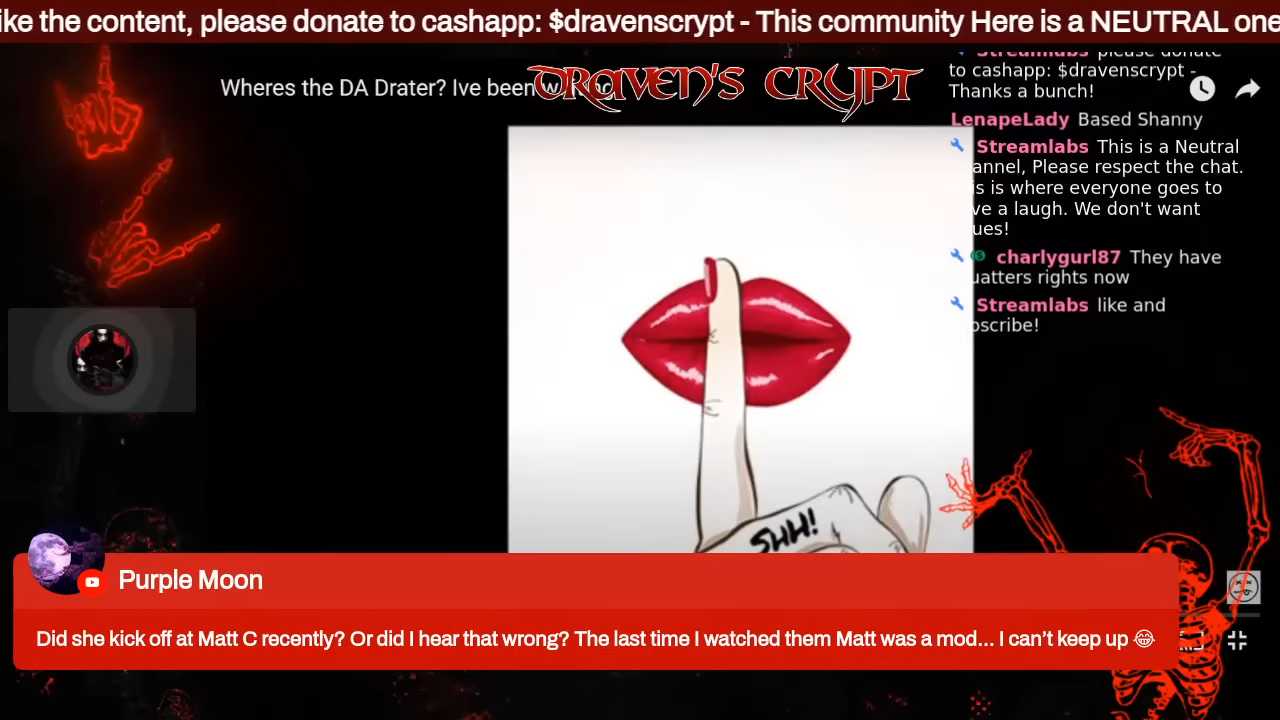 ike the content, please donate to cashapp: $dravenscrypt - This community Here is a NEUTRAL one
Wheres the DA Drater? Ive been
DRAVEN'S CRYPT
Streamlabs please donate
to cashapp: $dravenscrypt -
Thanks a bunch!
LenapeLady Based Shanny
Streamlabs This is a Neutral
annel, Please respect the chat.
is is where everyone goes to
ve a laugh. We don't want
ues!
charlygurl87 They have
uatters rights now
Streamlabs like and
oscribe!
SHH!
Purple Moon
Did she kick off at Matt C recently? Or did I hear that wrong? The last time I watched them Matt was a mod... I can't keep up 😂